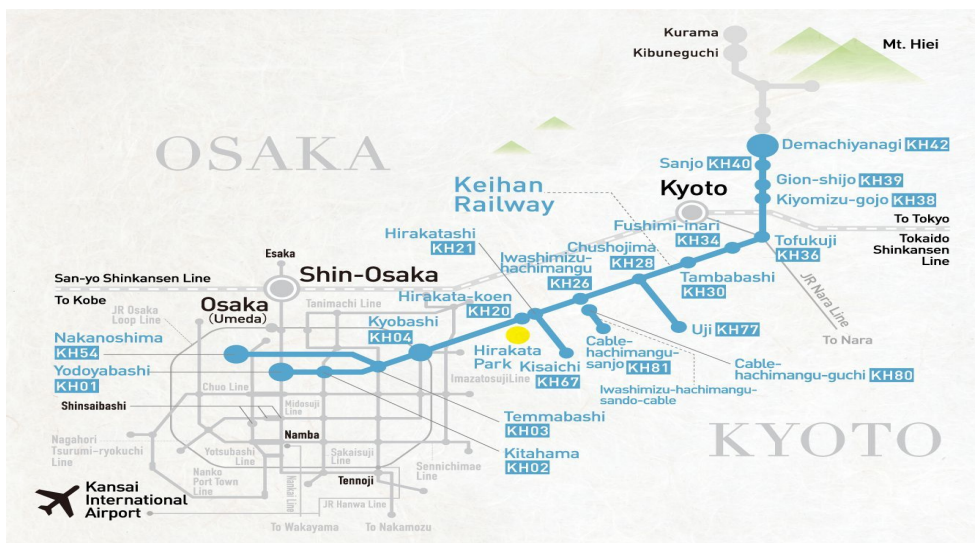 Kurama
Kibuneguchi
Mt. Hiei
OSAKA
Demachiyanagi KH42
Sanjo KH40
Gion-shijo KH39
Kiyomizu-gojo KH38
Keihan
Railway
Kyoto
To Tokyo
Tokaido
Shinkansen
Line
Fushimi-inari
KH34
Tofukuji
KH36
Hirakatashi
KH21
Chushojima
KH28
Iwashimizu-
hachimangu
KH26
Tambabashi
KH30
JR Nara Line
To Nara
Esaka
San-yo Shinkansen Line
To Kobe
Shin-Osaka
Tanimachi Line
Hirakata-koen
KH20
JR Osaka
Loop Line
Osaka
(Umeda)
Kyobashi
KH04
Nakanoshima
KH54
Yodoyabashi
KH01
Hirakata
Park
Kisaichi
KH67
Uji KH77
Cable-
hachimangu-
sanjo KH81
Cable-
hachimangu-guchi KH80
Iwashimizu-hachimangu-
sando-cable
Imazatosuji Line
Chuo Line
Midosuji
Line
Shinsaibashi
Temmabashi
KH03
Kitahama
KH02
KYOTO
Namba
Nagahori
Tsurumi-ryokuchi
Line
Yotsubashi
Line
Sakaisuji
Line
Sennichimae
Line
Nanko
Port Town
Line
Nankai Line
Tennoji
Kansai
International
Airport
JR Hanwa Line
To Wakayama
To Nakamozu